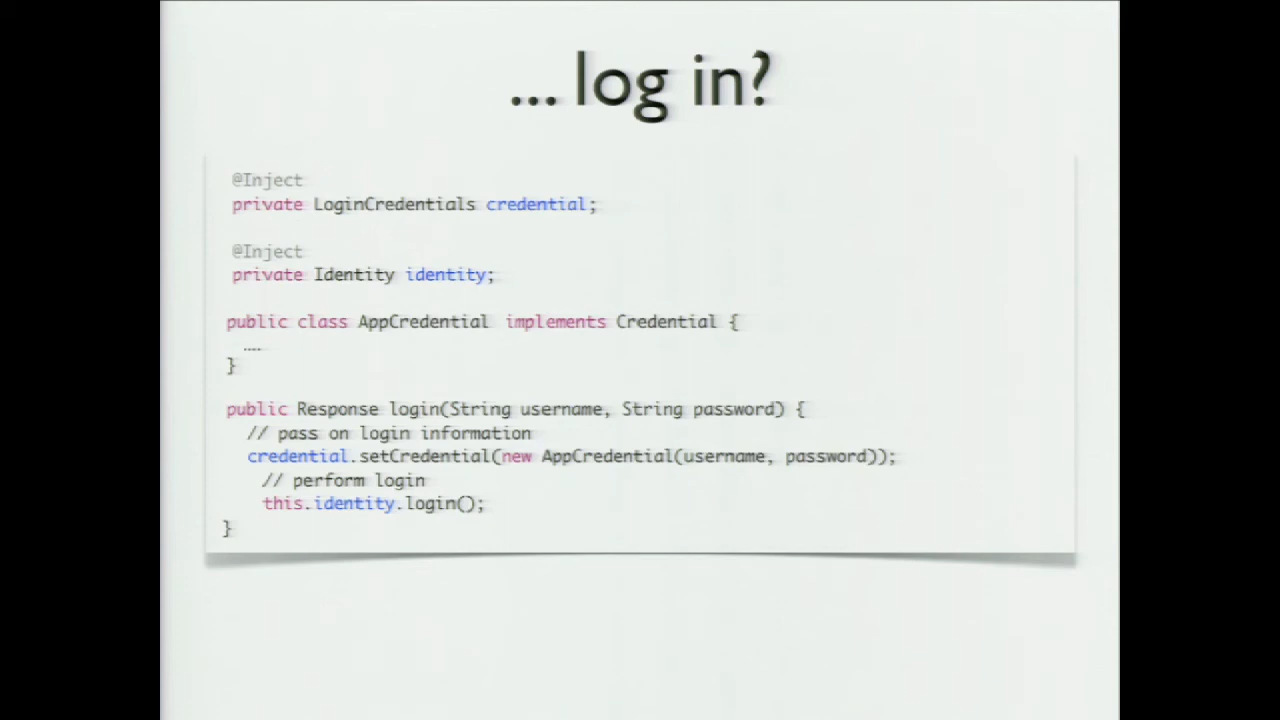 ... log in?
@Inject
private LoginCredentials credential;
@Inject
private Identity identity;
public class AppCredential implements Credential {
....
}
public Response login(String username, String password) {
// pass on login information
credential.setCredential(new AppCredential(username, password));
// perform login
this.identity.login();
}